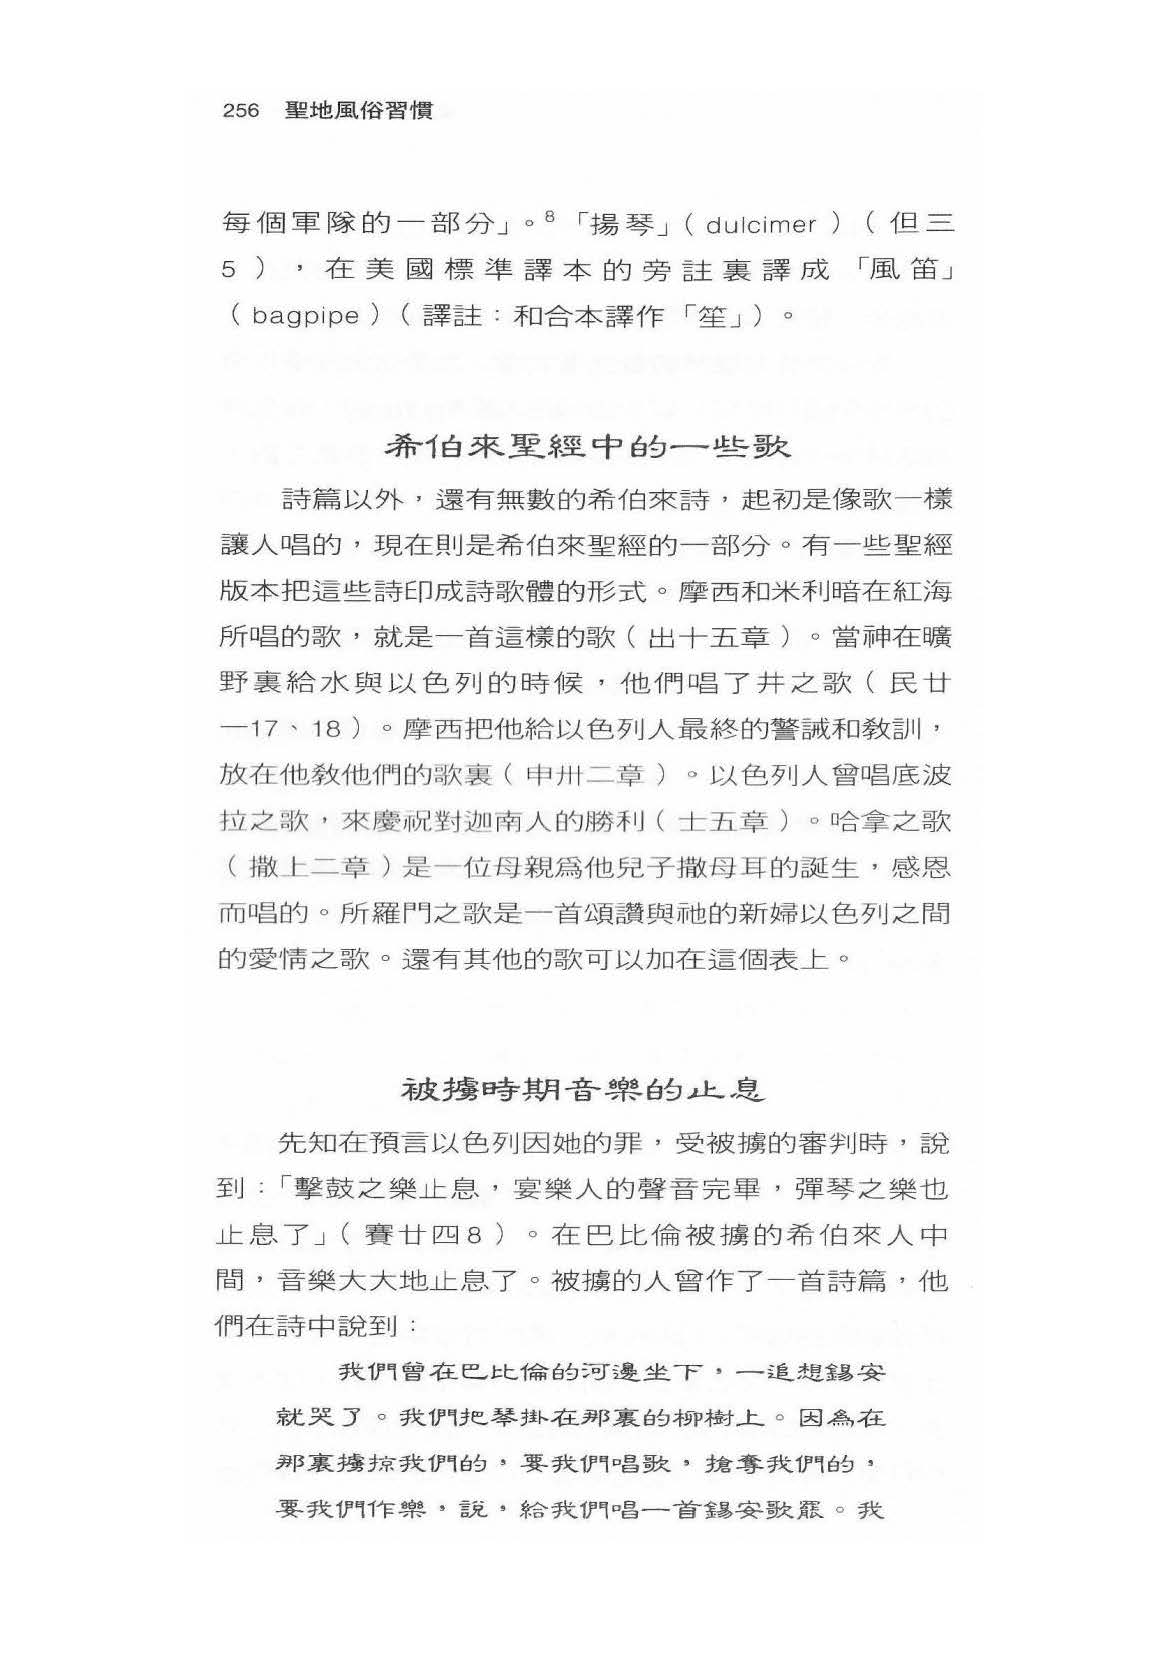 256 聖地風俗習慣
每個軍隊的一部分」。8「揚琴」(dulcimer)(但三
5),在美國標準譯本的旁註裏譯成「風笛」
(bagpipe)(譯註:和合本譯作「笙」)。
希伯來聖經中的一些歌
詩篇以外,還有無數的希伯來詩,起初是像歌一樣
讓人唱的,現在則是希伯來聖經的一部分。有一些聖經
版本把這些詩印成詩歌體的形式。摩西和米利暗在紅海
所唱的歌,就是一首這樣的歌(出十五章)。當神在曠
野裏給水與以色列的時候,他們唱了井之歌(民廿
一17、18)。摩西把他給以色列人最終的警誡和教訓,
放在他教他們的歌裏(申卅二章)。以色列人曾唱底波
拉之歌,來慶祝對迦南人的勝利(士五章)。哈拿之歌
(撒上二章)是一位母親爲他兒子撒母耳的誕生,感恩
而唱的。所羅門之歌是一首頌讚與祂的新婦以色列之間
的愛情之歌。還有其他的歌可以加在這個表上。
被擄時期音樂的止息
先知在預言以色列因她的罪,受被擄的審判時,說
到:「擊鼓之樂止息,宴樂人的聲音完畢,彈琴之樂也
止息了」(賽廿四8)。在巴比倫被擄的希伯來人中
間,音樂大大地止息了。被擄的人曾作了一首詩篇,他
們在詩中說到:
我們曾在巴比倫的河邊坐下,一追想錫安
就哭了。我們把琴掛在那裏的柳樹上。因爲在
那裏擄掠我們的,要我們唱歌,搶奪我們的,
要我們作樂,說,給我們唱一首錫安歌罷。我